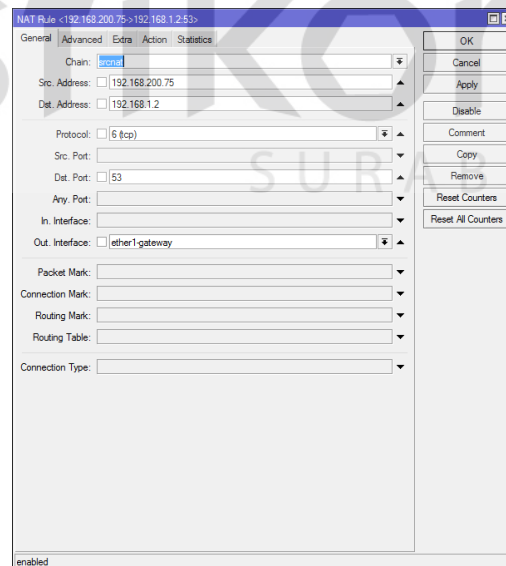 NAT Rule <192.168.200.75->192.168.1.2:53>
General Advanced Extra Action Statistics
Chain: srcnat
Src. Address: 192.168.200.75
Dst. Address: 192.168.1.2
Protocol: 6 (tcp)
Src. Port:
Dst. Port: 53
Any. Port:
In. Interface:
Out. Interface: ether1-gateway
Packet Mark:
Connection Mark:
Routing Mark:
Routing Table:
Connection Type:
OK
Cancel
Apply
Disable
Comment
Copy
Remove
Reset Counters
Reset All Counters
enabled
SURAB